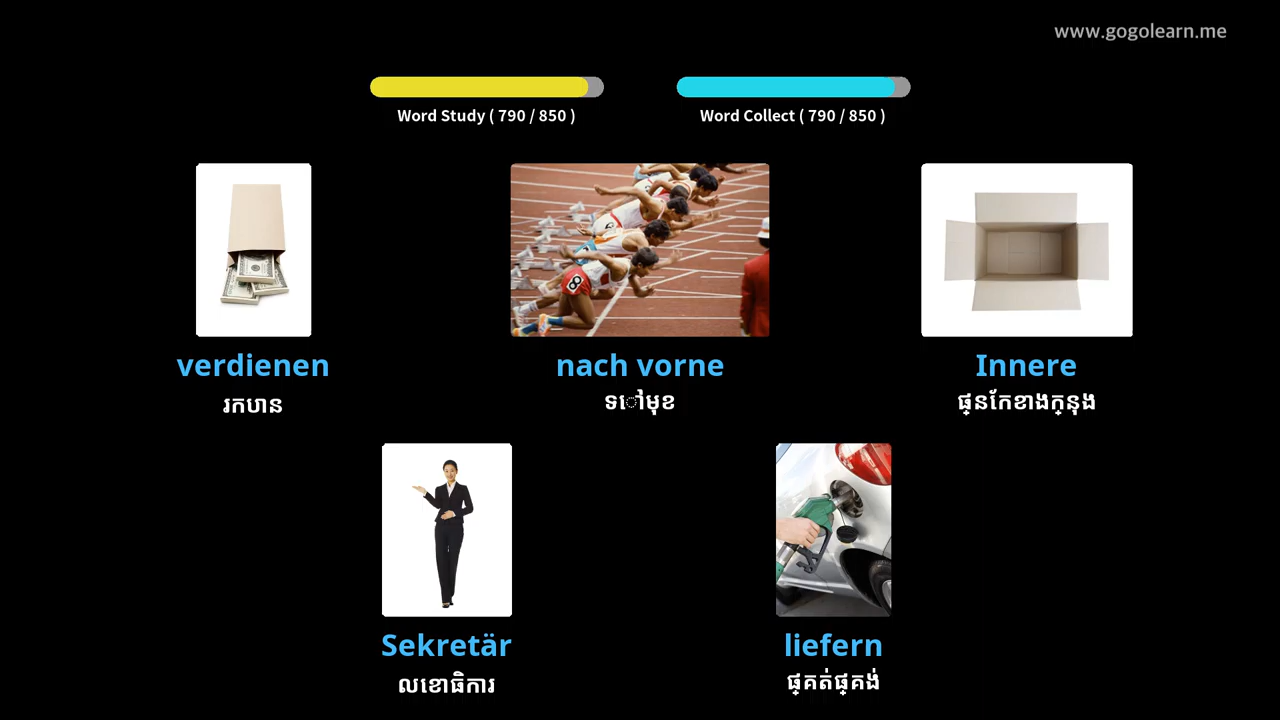 www.gogolearn.me
Word Study ( 790 / 850 )
Word Collect ( 790 / 850 )
verdienen
nach vorne
Innere
រកបាន
ទៅមុខ
ផ្នែកខាងក្នុង
Sekretär
liefern
លេខាធិការ
ផ្គត់ផ្គង់